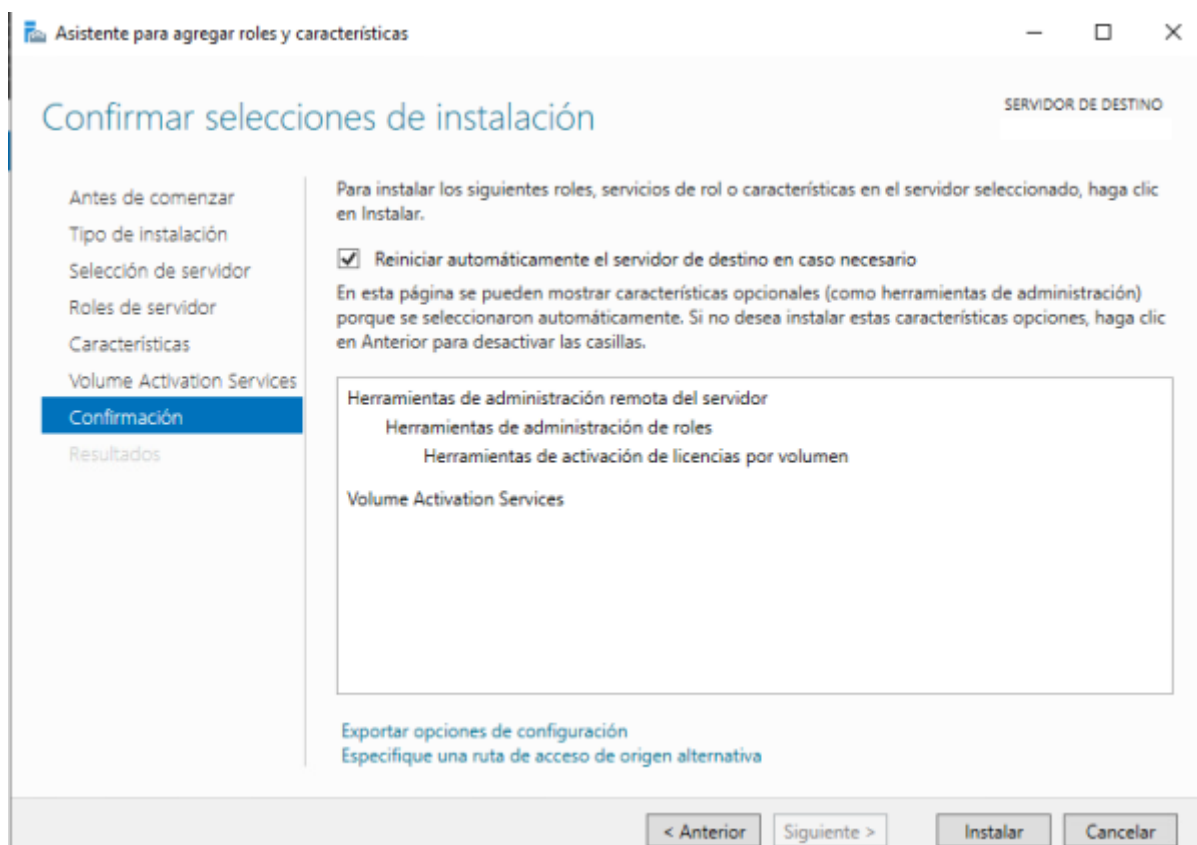 Asistente para agregar roles y características
Confirmar selecciones de instalación
SERVIDOR DE DESTINO
Antes de comenzar
Tipo de instalación
Selección de servidor
Roles de servidor
Características
Volume Activation Services
Confirmación
Resultados
Para instalar los siguientes roles, servicios de rol o características en el servidor seleccionado, haga clic
en Instalar.
Reiniciar automáticamente el servidor de destino en caso necesario
En esta página se pueden mostrar características opcionales (como herramientas de administración)
porque se seleccionaron automáticamente. Si no desea instalar estas características opciones, haga clic
en Anterior para desactivar las casillas.
Herramientas de administración remota del servidor
Herramientas de administración de roles
Herramientas de activación de licencias por volumen
Volume Activation Services
Exportar opciones de configuración
Especifique una ruta de acceso de origen alternativa
< Anterior
Siguiente >
Instalar
Cancelar